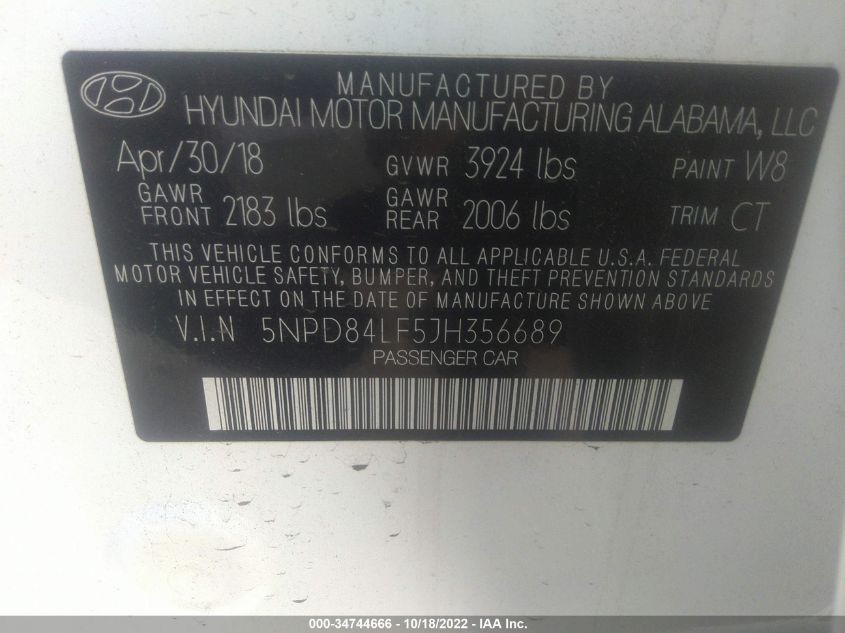 MANUFACTURED BY
HYUNDAI MOTOR MANUFACTURING ALABAMA, LLC
Apr/30/18 GVWR 3924 lbs PAINT W8
GAWR FRONT 2183 lbs GAWR REAR 2006 lbs TRIM CT
THIS VEHICLE CONFORMS TO ALL APPLICABLE U.S.A. FEDERAL
MOTOR VEHICLE SAFETY, BUMPER, AND THEFT PREVENTION STANDARDS
IN EFFECT ON THE DATE OF MANUFACTURE SHOWN ABOVE
V.I.N 5NPD84LF5JH356689
PASSENGER CAR
000-34744666 - 10/18/2022 - IAA Inc.